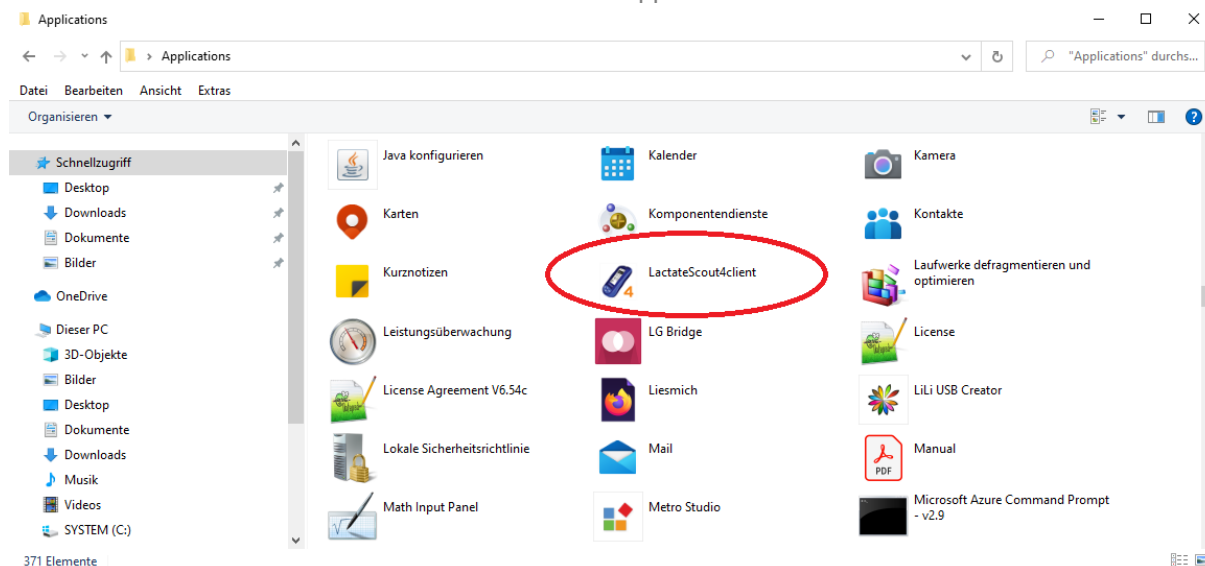 Applications
Applications
"Applications" durchs...
Datei Bearbeiten Ansicht Extras
Organisieren
Schnellzugriff
Desktop
Downloads
Dokumente
Bilder
OneDrive
Dieser PC
3D-Objekte
Bilder
Desktop
Dokumente
Downloads
Musik
Videos
SYSTEM (C:)
Java konfigurieren
Kalender
Kamera
Karten
Komponentendienste
Kontakte
Kurznotizen
LactateScout4client
4
Laufwerke defragmentieren und
optimieren
Leistungsüberwachung
LG Bridge
License
License Agreement V6.54c
Liesmich
LiLi USB Creator
Lokale Sicherheitsrichtlinie
Mail
PDF
Manual
Math Input Panel
Metro Studio
Microsoft Azure Command Prompt
- v2.9
371 Elemente